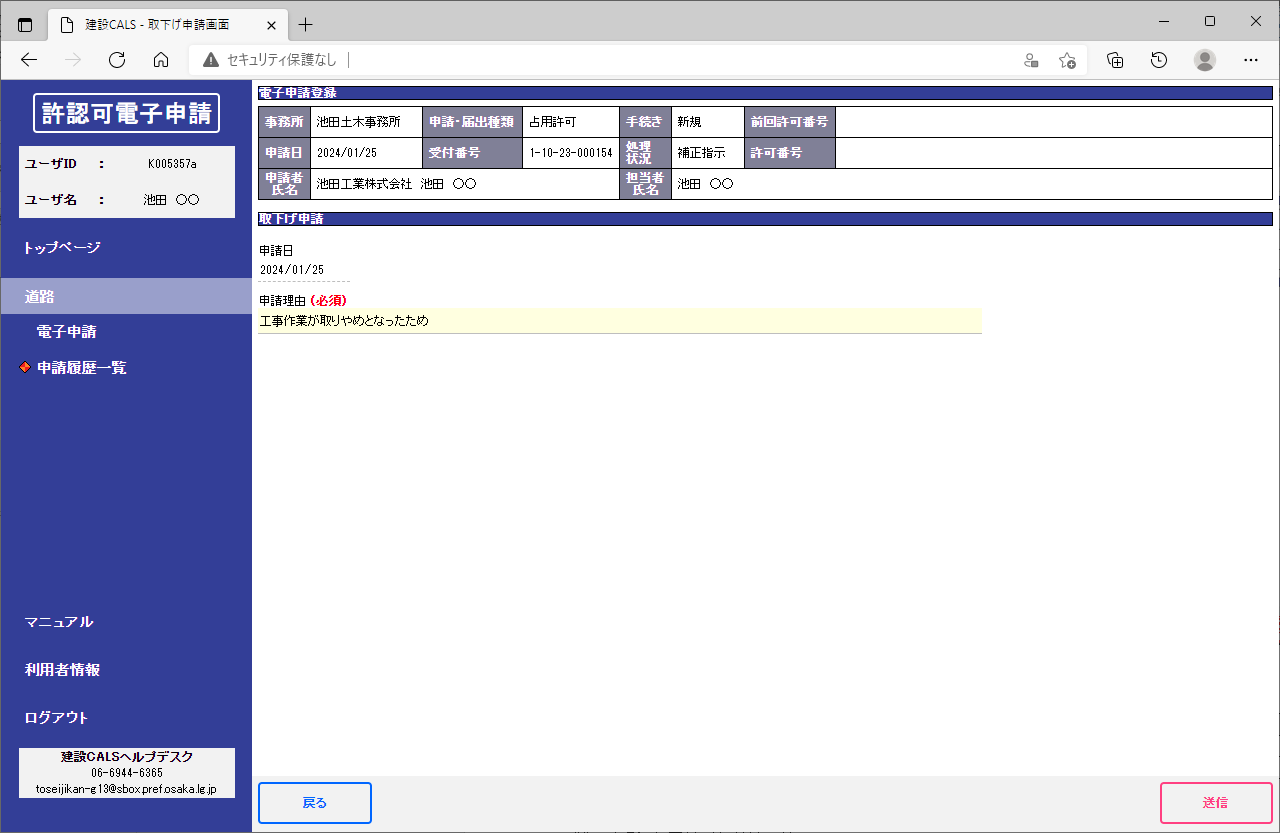 建設CALS - 取下げ申請画面
セキュリティ保護なし
許認可電子申請
ユーザID : K005357a
ユーザ名 : 池田 〇〇
トップページ
道路
電子申請
申請履歴一覧
マニュアル
利用者情報
ログアウト
建設CALSヘルプデスク
06-6944-6365
toseijikan-g13@sbox.pref.osaka.lg.jp
電子申請登録
事務所 池田土木事務所 申請・届出種類 占用許可 手続き 新規 前回許可番号
申請日 2024/01/25 受付番号 1-10-23-000154 処理状況 補正指示 許可番号
申請者氏名 池田工業株式会社 池田 〇〇 担当者氏名 池田 〇〇
取下げ申請
申請日
2024/01/25
申請理由 (必須)
工事作業が取りやめとなったため
戻る 送信